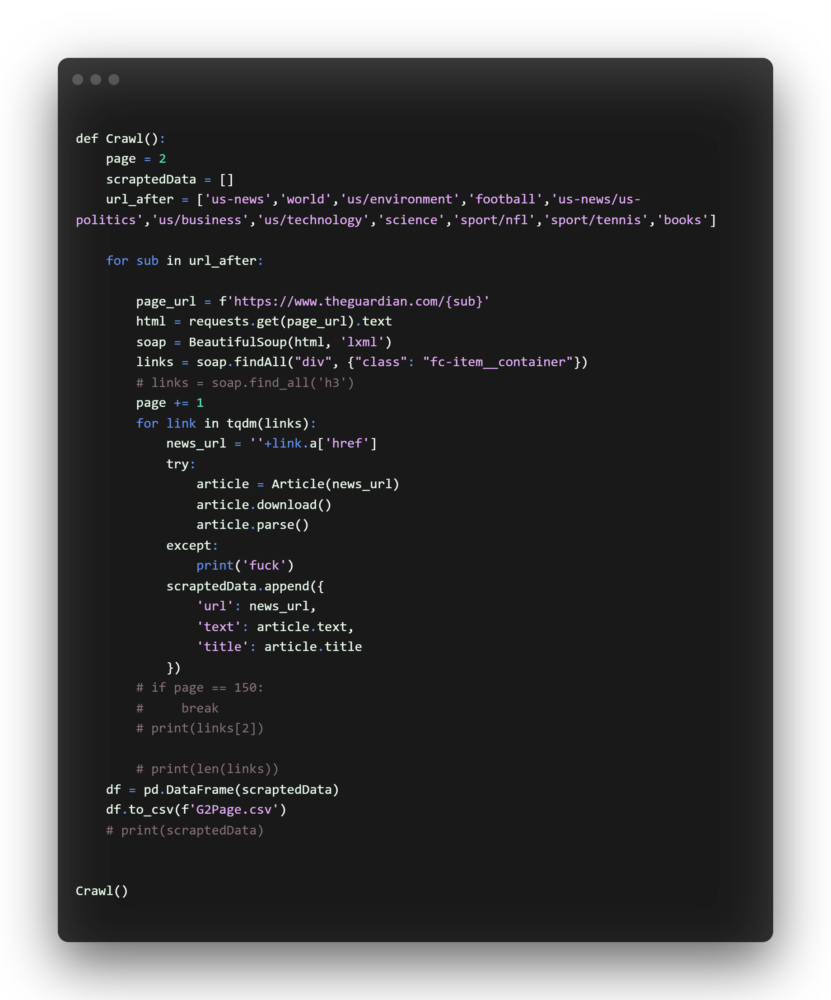 def Crawl():
    page = 2
    scraptedData = []
    url_after = ['us-news','world','us/environment','football','us-news/us-
politics','us/business','us/technology','science','sport/nfl','sport/tennis','books']
    for sub in url_after:
        page_url = f'https://www.theguardian.com/{sub}'
        html = requests.get(page_url).text
        soap = BeautifulSoup(html, 'lxml')
        links = soap.findAll("div", {"class": "fc-item__container"})
        # links = soap.find_all('h3')
        page += 1
        for link in tqdm(links):
            news_url = ''+link.a['href']
            try:
                article = Article(news_url)
                article.download()
                article.parse()
            except:
                print('fuck')
            scraptedData.append({
                'url': news_url,
                'text': article.text,
                'title': article.title
            })
        # if page == 150:
        #     break
        # print(links[2])
        # print(len(links))
    df = pd.DataFrame(scraptedData)
    df.to_csv(f'G2Page.csv')
    # print(scraptedData)
Crawl()